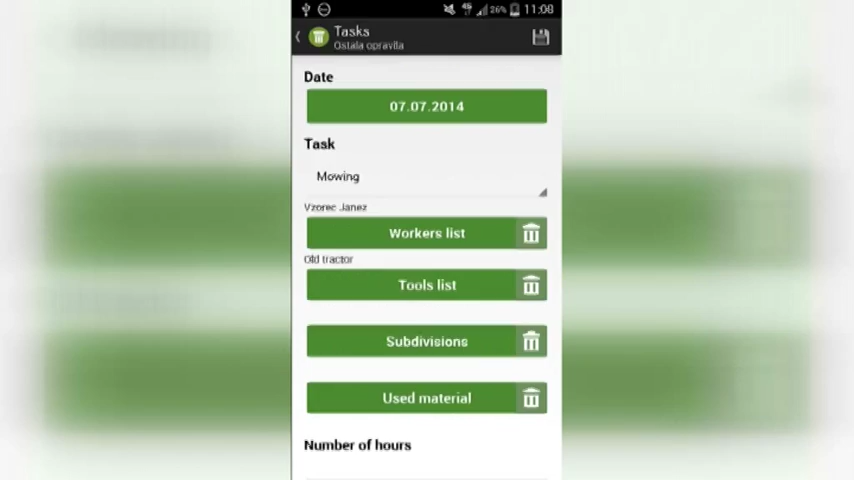 26% 11:08
Tasks
Ostala opravila
Date
07.07.2014
Task
Mowing
Vzorec Janez
Workers list
Old tractor
Tools list
Subdivisions
Used material
Number of hours